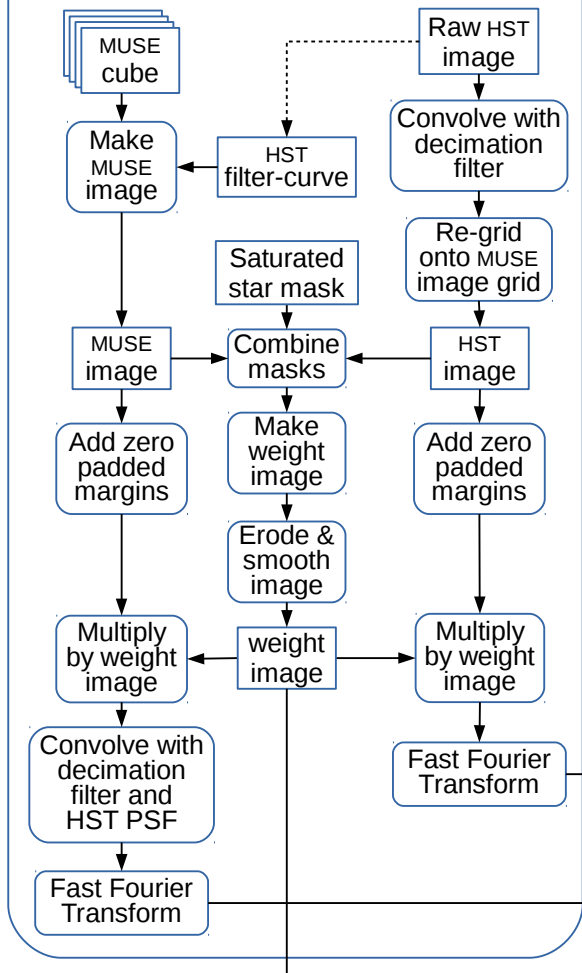 MUSE
cube
Raw HST
image
Make
MUSE
image
HST
filter-curve
Convolve with
decimation
filter
Re-grid
onto MUSE
image grid
Saturated
star mask
MUSE
image
Combine
masks
HST
image
Add zero
padded
margins
Make
weight
image
Add zero
padded
margins
Erode &
smooth
image
Multiply
by weight
image
weight
image
Multiply
by weight
image
Convolve with
decimation
filter and
HST PSF
Fast Fourier
Transform
Fast Fourier
Transform